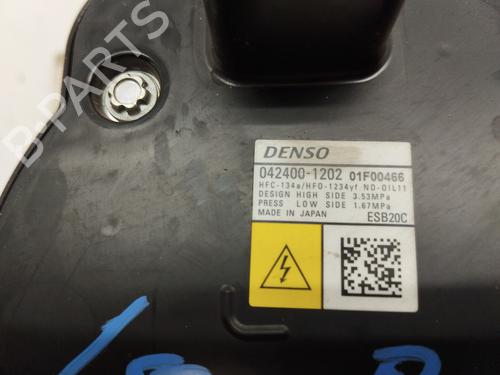 DENSO
042400-1202 01F00466
HFC-134a/HFO-1234yf ND-OIL11
DESIGN HIGH SIDE 3.53MPa
PRESS LOW SIDE 1.67MPa
MADE IN JAPAN ESB20C
B-PARTS